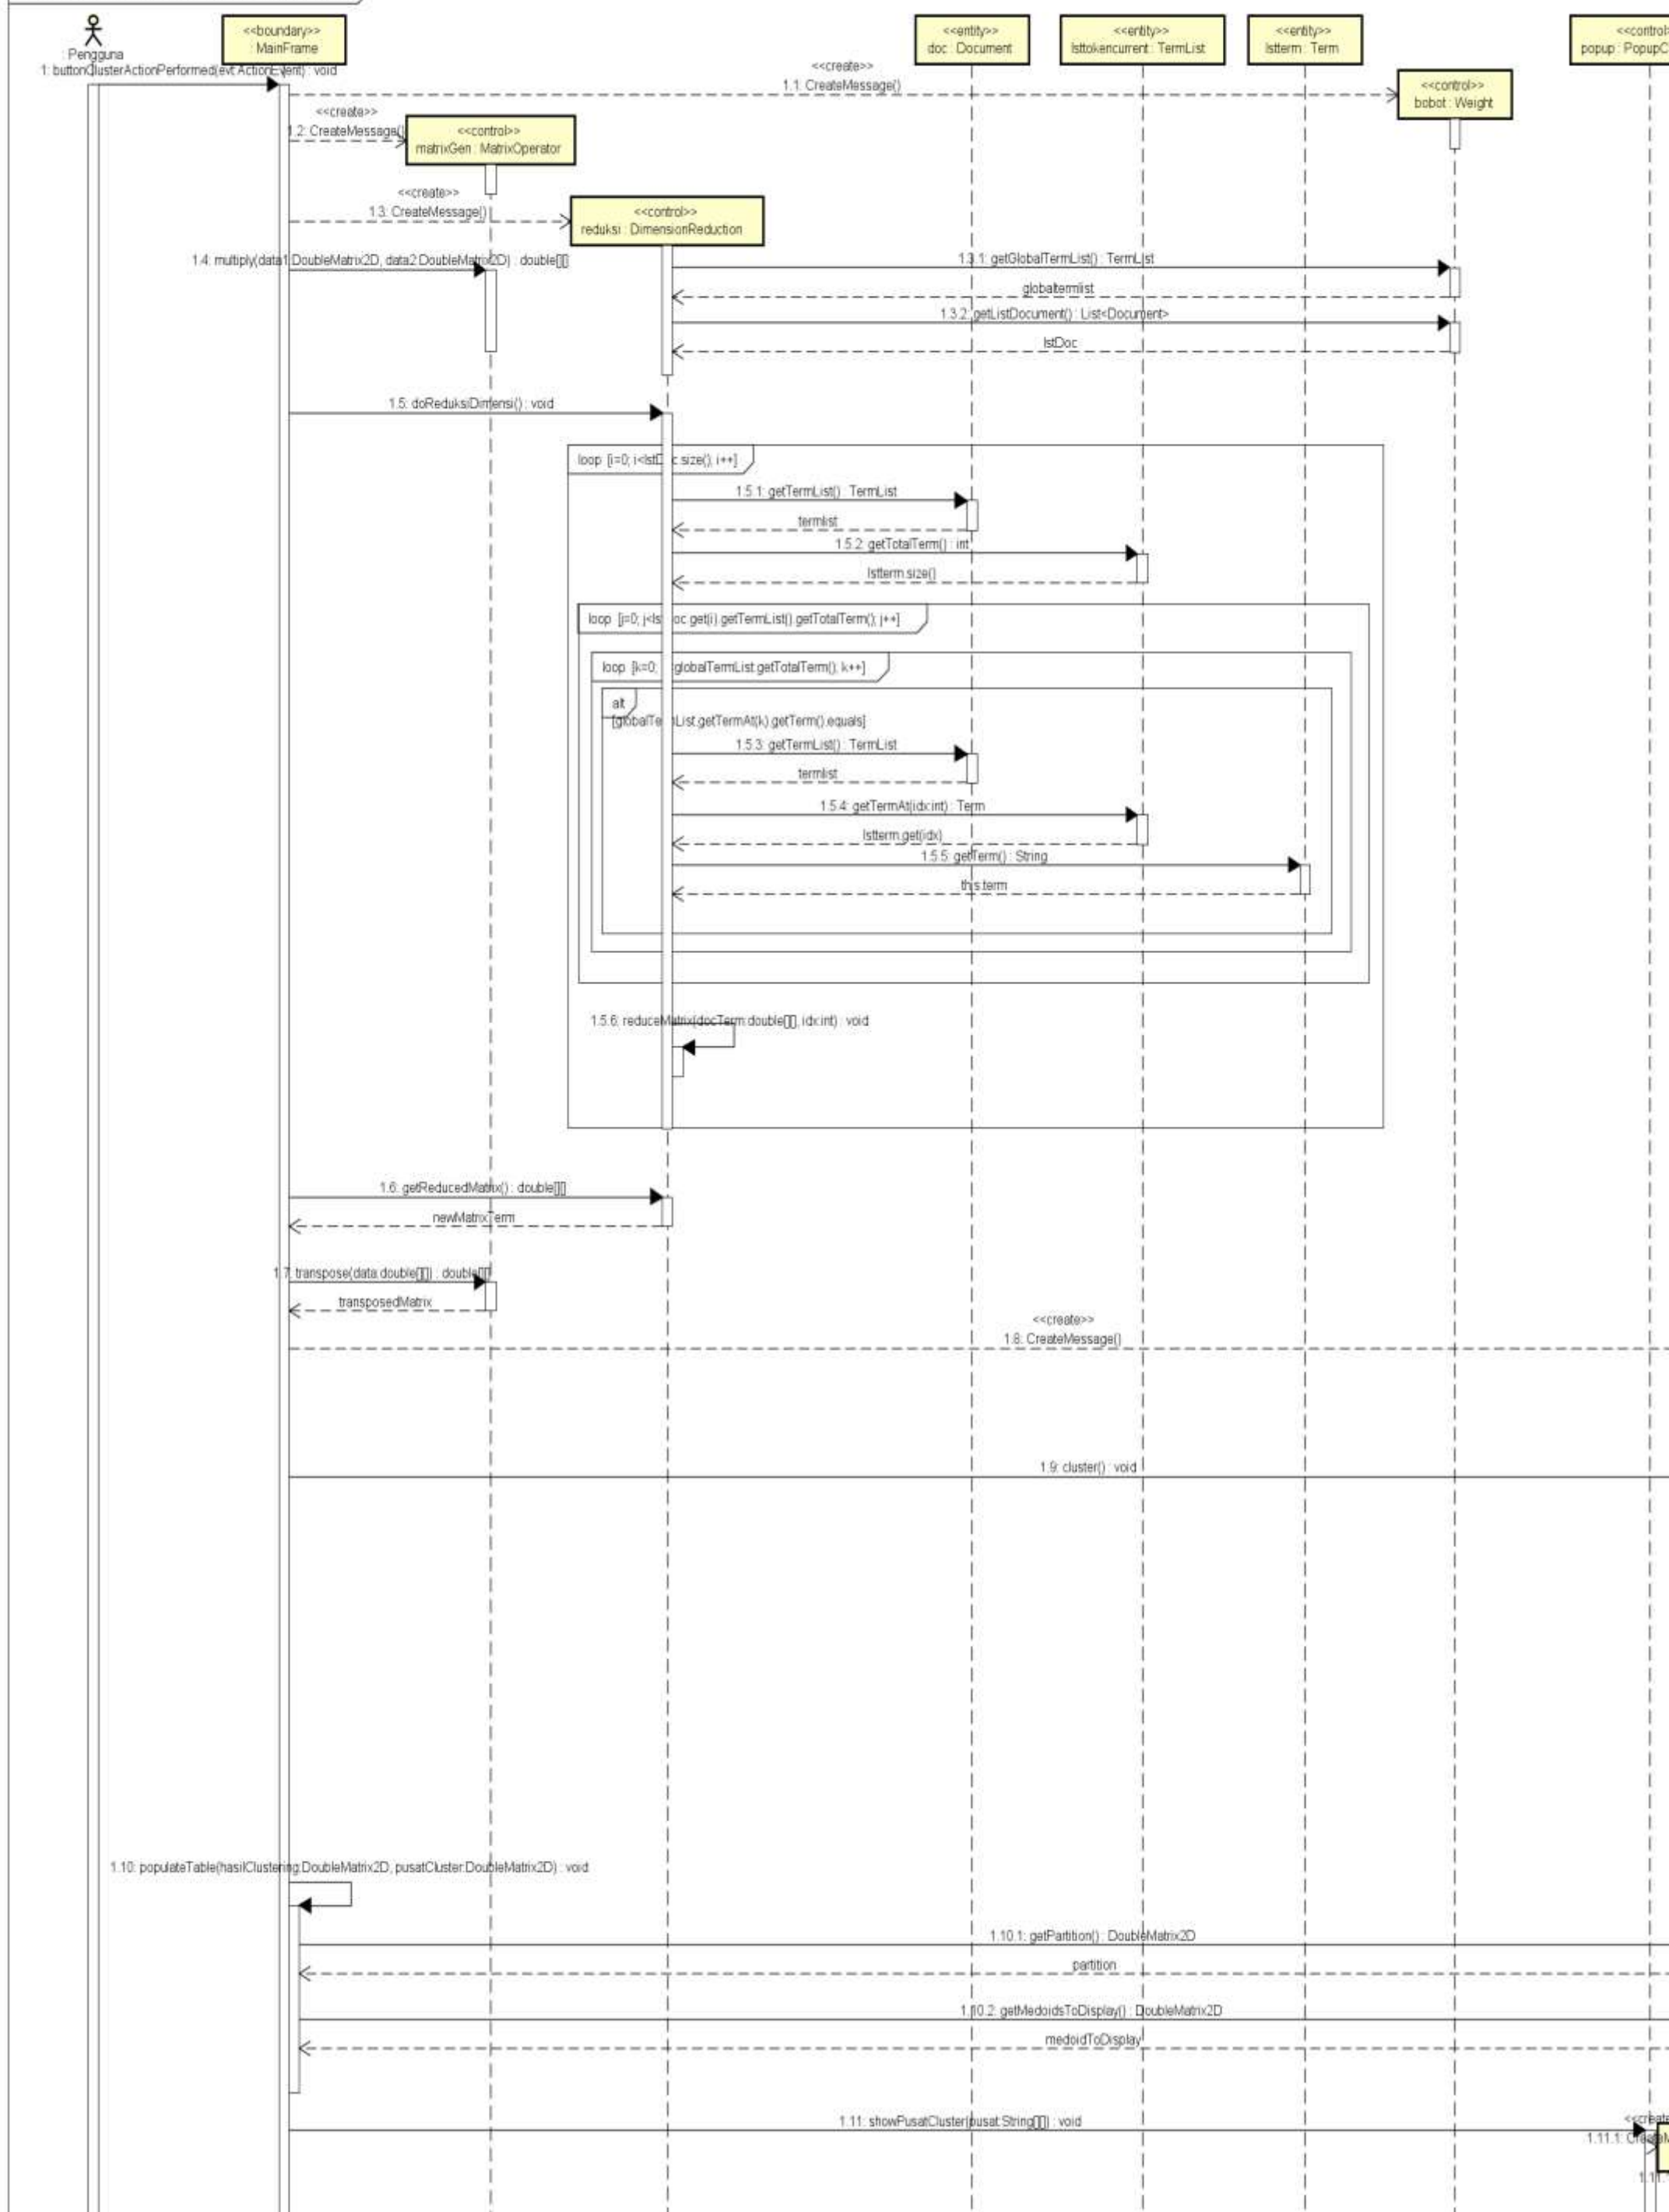 <<boundary>>
: MainFrame
<<entity>>
doc : Document
<<entity>>
lsttokencurrent : TermList
<<entity>>
lstterm : Term
<<control>
popup : PopupC
: Pengguna
1: buttonClusterActionPerformed(evt:ActionEvent) : void
<<create>>
1.1: CreateMessage()
<<control>>
bobot : Weight
<<create>>
1.2: CreateMessage()
<<control>>
matrixGen : MatrixOperator
<<create>>
1.3: CreateMessage()
<<control>>
reduksi : DimensionReduction
1.4: multiply(data1:DoubleMatrix2D, data2:DoubleMatrix2D) : double[][]
1.3.1: getGlobalTermList() : TermList
globaltermlist
1.3.2: getListDocument() : List<Document>
lstDoc
1.5: doReduksiDimensi() : void
loop [i=0; i<lstDoc.size(); i++]
1.5.1: getTermList() : TermList
termlist
1.5.2: getTotalTerm() : int
lstterm.size()
loop [j=0; j<ls oc.get(i).getTermList().getTotalTerm(); j++]
loop [k=0; globalTermList.getTotalTerm(); k++]
alt
[globalTermList.getTermAt(k).getTerm().equals]
1.5.3: getTermList() : TermList
termlist
1.5.4: getTermAt(idx:int) : Term
lstterm.get(idx)
1.5.5: getTerm() : String
this.term
1.5.6: reduceMatrix(docTerm:double[][], idx:int) : void
1.6: getReducedMatrix() : double[][]
newMatrixTerm
1.7: transpose(data:double[][]) : double[][]
transposedMatrix
<<create>>
1.8: CreateMessage()
1.9: cluster() : void
1.10: populateTable(hasilClustering:DoubleMatrix2D, pusatCluster:DoubleMatrix2D) : void
1.10.1: getPartition() : DoubleMatrix2D
partition
1.10.2: getMedoidsToDisplay() : DoubleMatrix2D
medoidToDisplay
1.11: showPusatCluster(pusat:String[][]) : void
<<create
1.11.1: CreateM